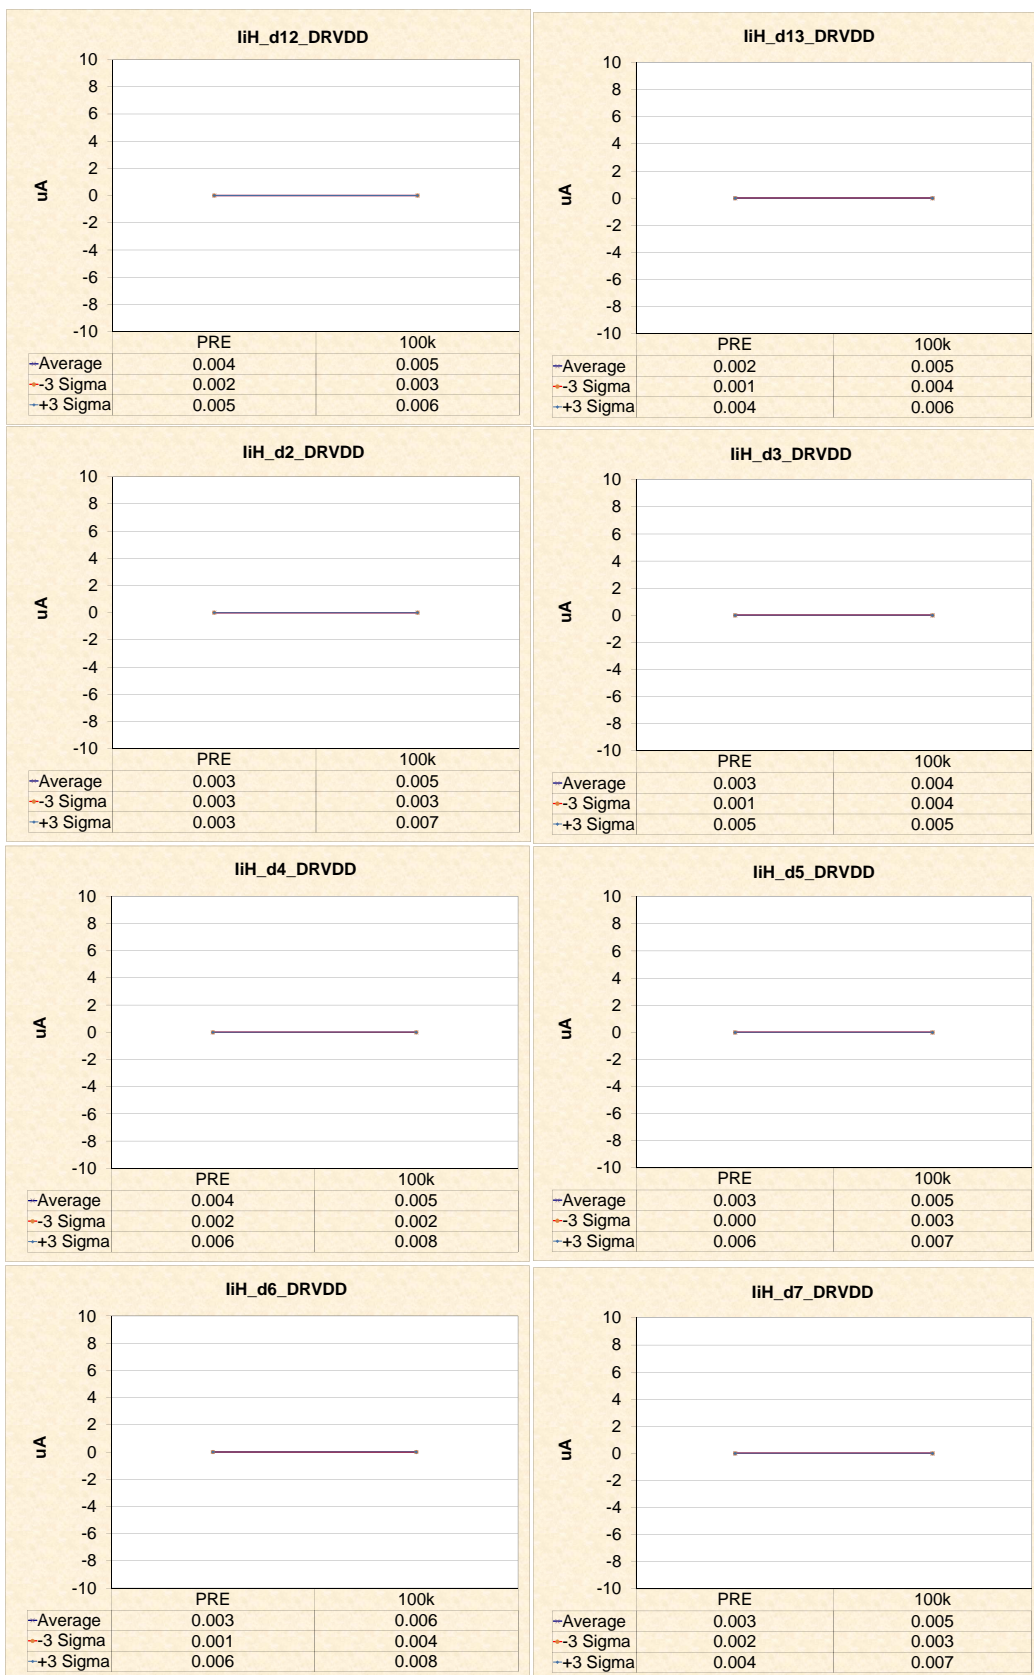 IiH_d12_DRVDD
10
8
6
4
2
0
-2
-4
-6
-8
-10
uA
PRE 100k
Average 0.004 0.005
-3 Sigma 0.002 0.003
+3 Sigma 0.005 0.006
IiH_d13_DRVDD
10
8
6
4
2
0
-2
-4
-6
-8
-10
uA
PRE 100k
Average 0.002 0.005
-3 Sigma 0.001 0.004
+3 Sigma 0.004 0.006
IiH_d2_DRVDD
10
8
6
4
2
0
-2
-4
-6
-8
-10
uA
PRE 100k
Average 0.003 0.005
-3 Sigma 0.003 0.003
+3 Sigma 0.003 0.007
IiH_d3_DRVDD
10
8
6
4
2
0
-2
-4
-6
-8
-10
uA
PRE 100k
Average 0.003 0.004
-3 Sigma 0.001 0.004
+3 Sigma 0.005 0.005
IiH_d4_DRVDD
10
8
6
4
2
0
-2
-4
-6
-8
-10
uA
PRE 100k
Average 0.004 0.005
-3 Sigma 0.002 0.002
+3 Sigma 0.006 0.008
IiH_d5_DRVDD
10
8
6
4
2
0
-2
-4
-6
-8
-10
uA
PRE 100k
Average 0.003 0.005
-3 Sigma 0.000 0.003
+3 Sigma 0.006 0.007
IiH_d6_DRVDD
10
8
6
4
2
0
-2
-4
-6
-8
-10
uA
PRE 100k
Average 0.003 0.006
-3 Sigma 0.001 0.004
+3 Sigma 0.006 0.008
IiH_d7_DRVDD
10
8
6
4
2
0
-2
-4
-6
-8
-10
uA
PRE 100k
Average 0.003 0.005
-3 Sigma 0.002 0.003
+3 Sigma 0.004 0.007